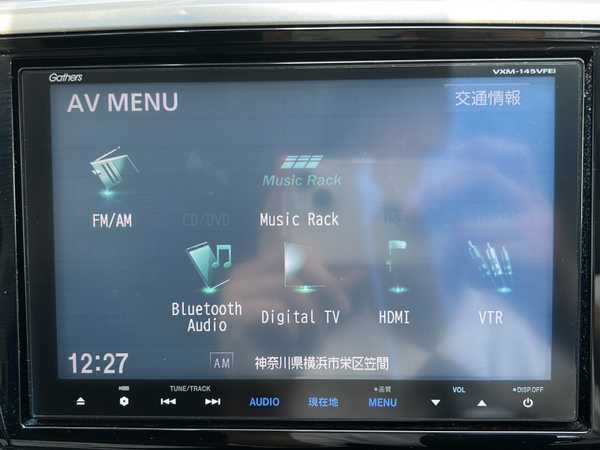 Gathers
VXM-145VFEi
AV MENU
交通情報
Music Rack
FM/AM
CD/DVD
Music Rack
Bluetooth
Audio
Digital TV
HDMI
VTR
12:27
AM
神奈川県横浜市栄区笠間
TUNE/TRACK
画質
VOL
DISP.OFF
AUDIO
現在地
MENU